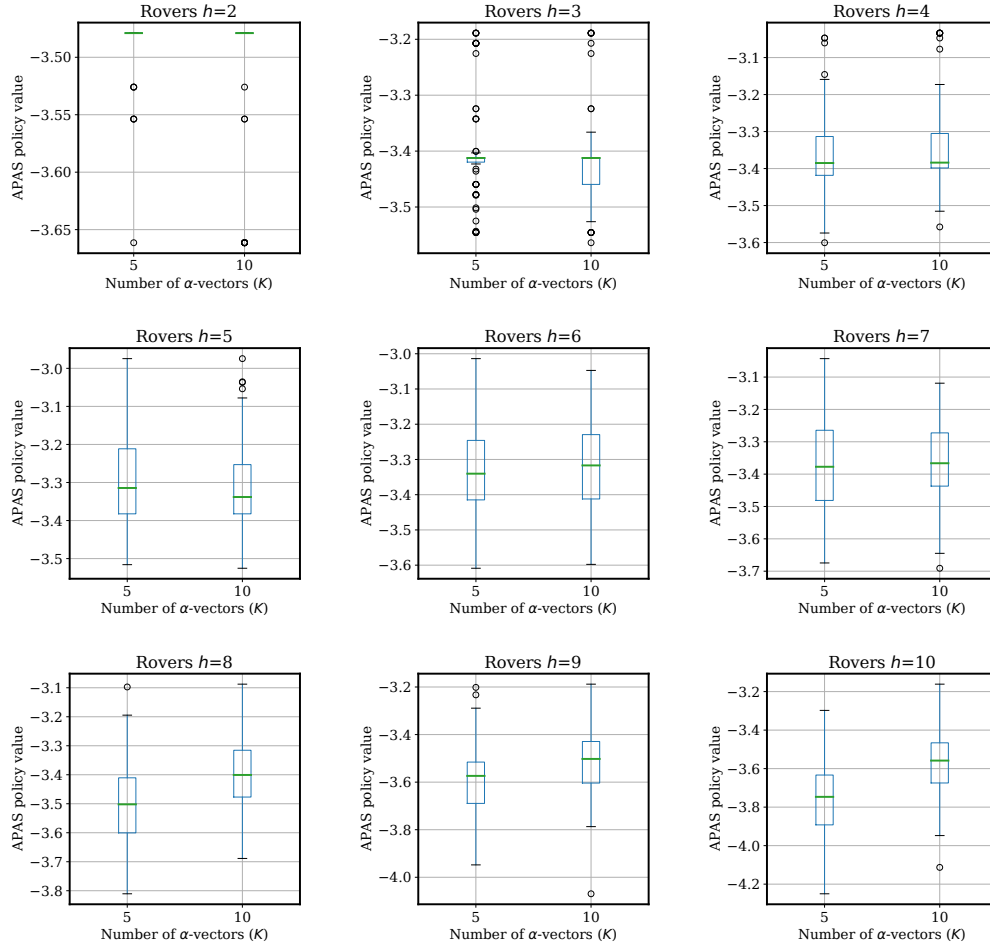 Rovers h=2
APAS policy value
−3.50
−3.55
−3.60
−3.65
5
10
Number of α-vectors (K)
Rovers h=3
APAS policy value
−3.2
−3.3
−3.4
−3.5
5
10
Number of α-vectors (K)
Rovers h=4
APAS policy value
−3.1
−3.2
−3.3
−3.4
−3.5
−3.6
5
10
Number of α-vectors (K)
Rovers h=5
APAS policy value
−3.0
−3.1
−3.2
−3.3
−3.4
−3.5
5
10
Number of α-vectors (K)
Rovers h=6
APAS policy value
−3.0
−3.1
−3.2
−3.3
−3.4
−3.5
−3.6
5
10
Number of α-vectors (K)
Rovers h=7
APAS policy value
−3.1
−3.2
−3.3
−3.4
−3.5
−3.6
−3.7
5
10
Number of α-vectors (K)
Rovers h=8
APAS policy value
−3.1
−3.2
−3.3
−3.4
−3.5
−3.6
−3.7
−3.8
5
10
Number of α-vectors (K)
Rovers h=9
APAS policy value
−3.2
−3.4
−3.6
−3.8
−4.0
5
10
Number of α-vectors (K)
Rovers h=10
APAS policy value
−3.2
−3.4
−3.6
−3.8
−4.0
−4.2
5
10
Number of α-vectors (K)